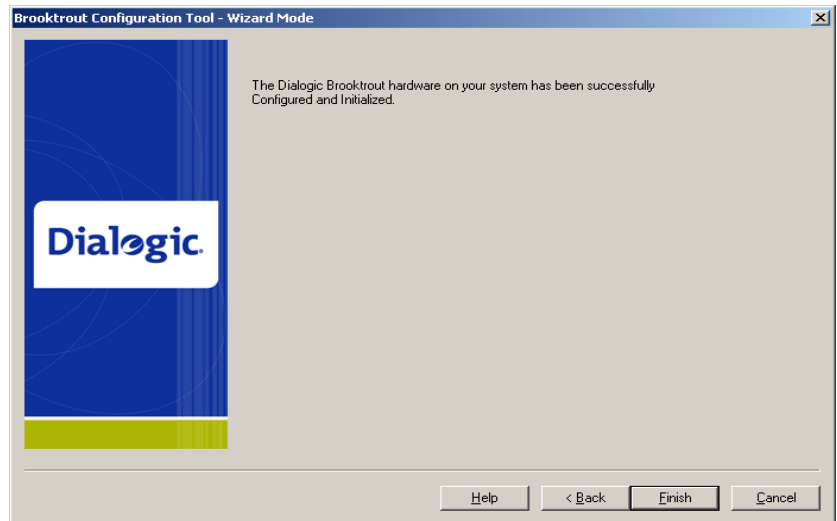 Brooktrout Configuration Tool - Wizard Mode
The Dialogic Brooktrout hardware on your system has been successfully
Configured and Initialized.
Dialogic.
Help
< Back
Finish
Cancel